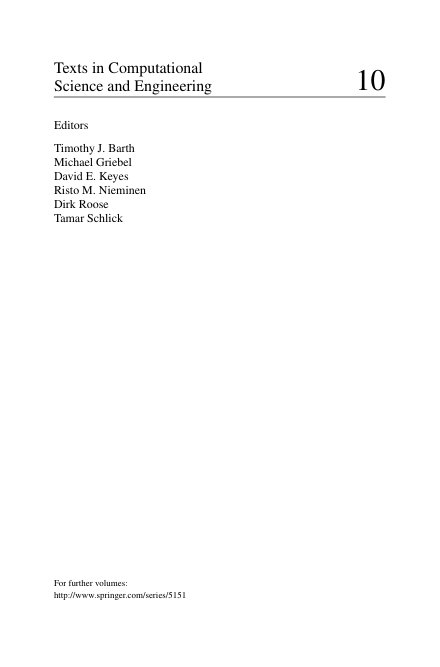 Texts in Computational
Science and Engineering
10
Editors
Timothy J. Barth
Michael Griebel
David E. Keyes
Risto M. Nieminen
Dirk Roose
Tamar Schlick
For further volumes:
http://www.springer.com/series/5151